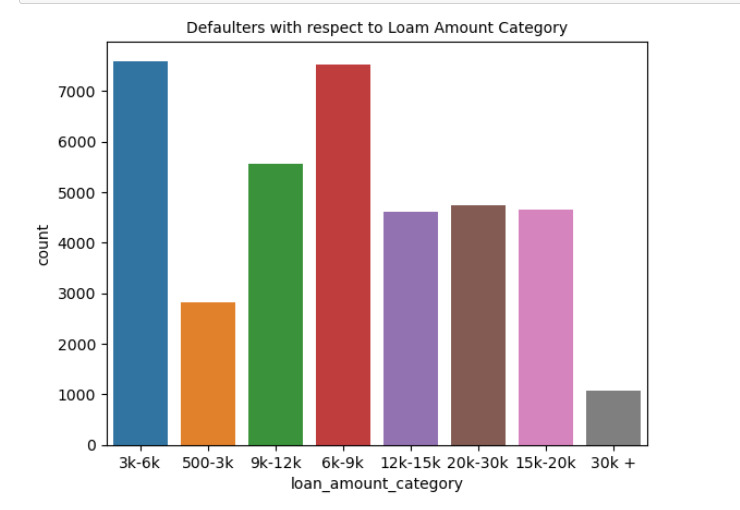 Defaulters with respect to Loam Amount Category
7000
6000
5000
4000
3000
2000
1000
0
count
3k-6k 500-3k 9k-12k 6k-9k 12k-15k 20k-30k 15k-20k 30k +
loan_amount_category